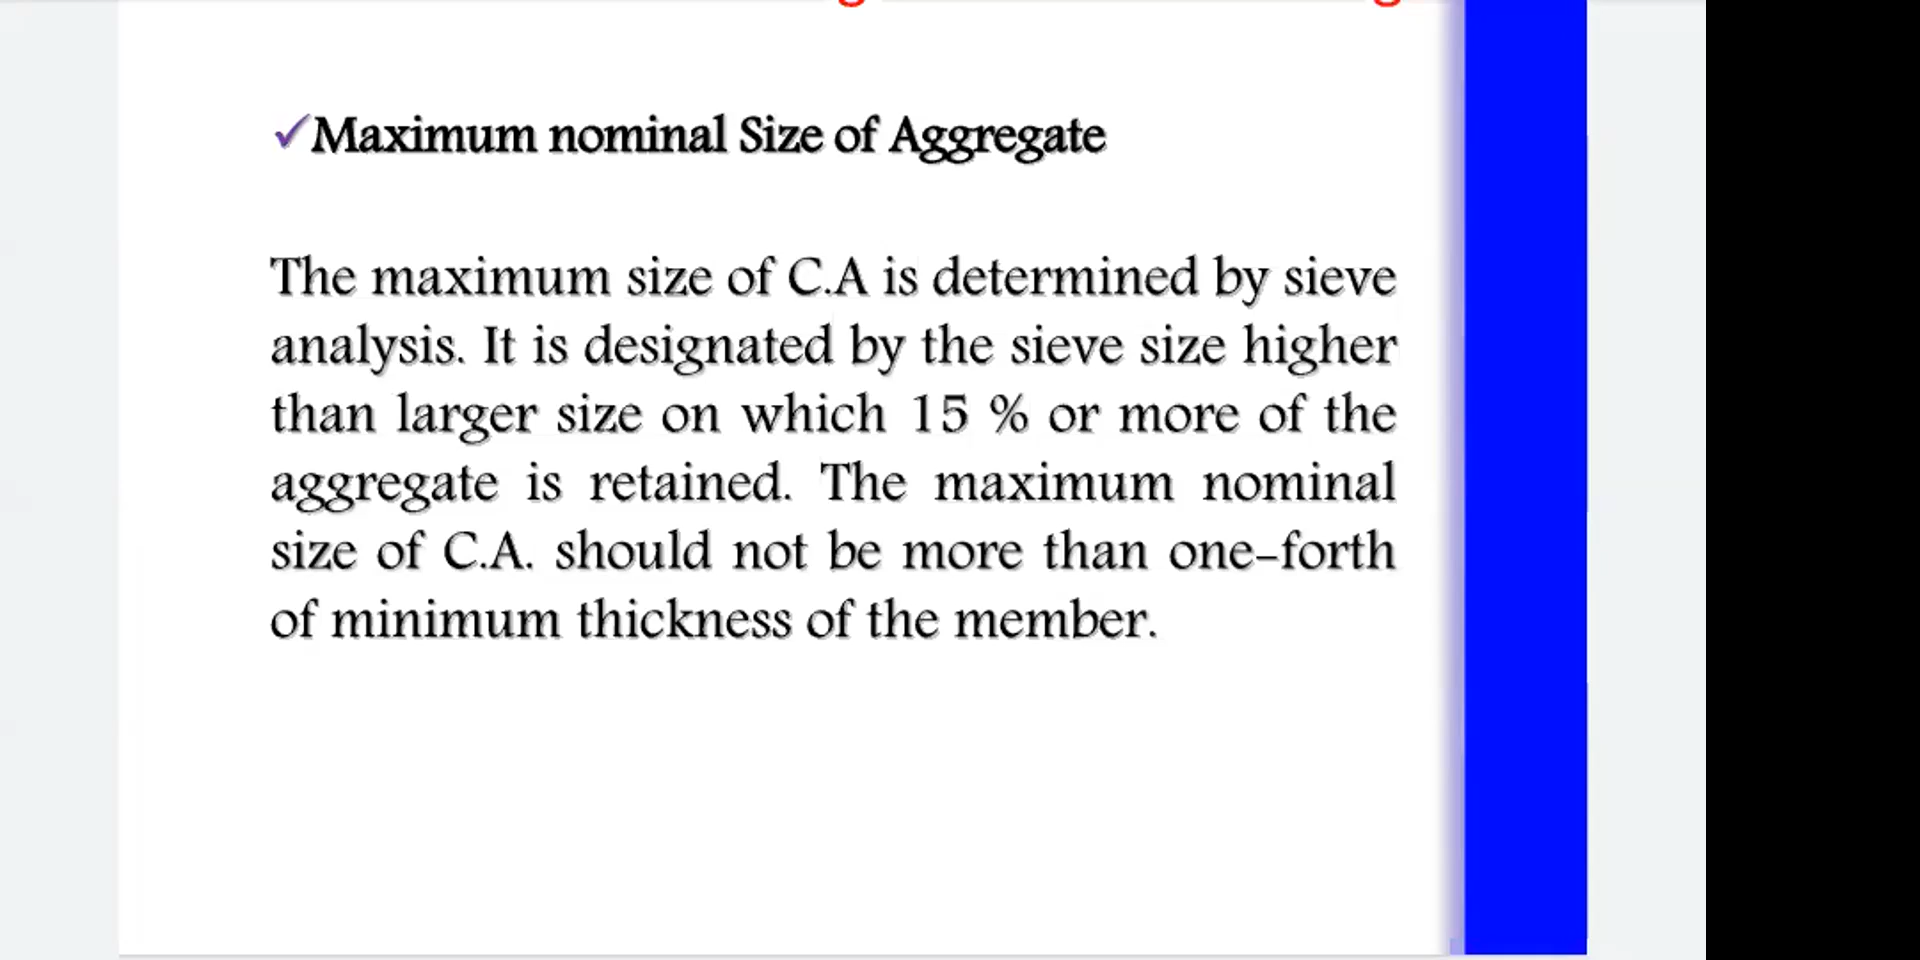 ✓Maximum nominal Size of Aggregate
The maximum size of C.A is determined by sieve
analysis. It is designated by the sieve size higher
than larger size on which 15 % or more of the
aggregate is retained. The maximum nominal
size of C.A. should not be more than one-forth
of minimum thickness of the member.